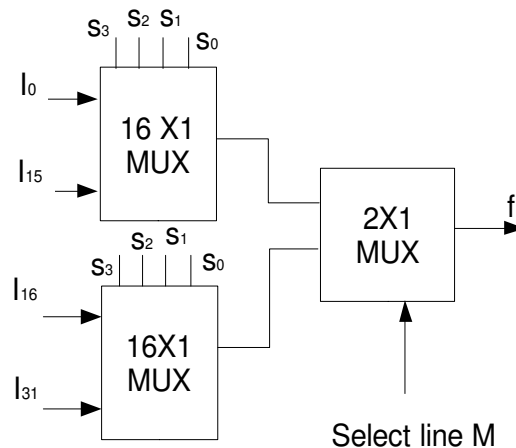 S3 S2 S1 S0
I0
16 X1
MUX
I15
2X1
MUX
f
S3 S2 S1 S0
I16
16X1
MUX
I31
Select line M